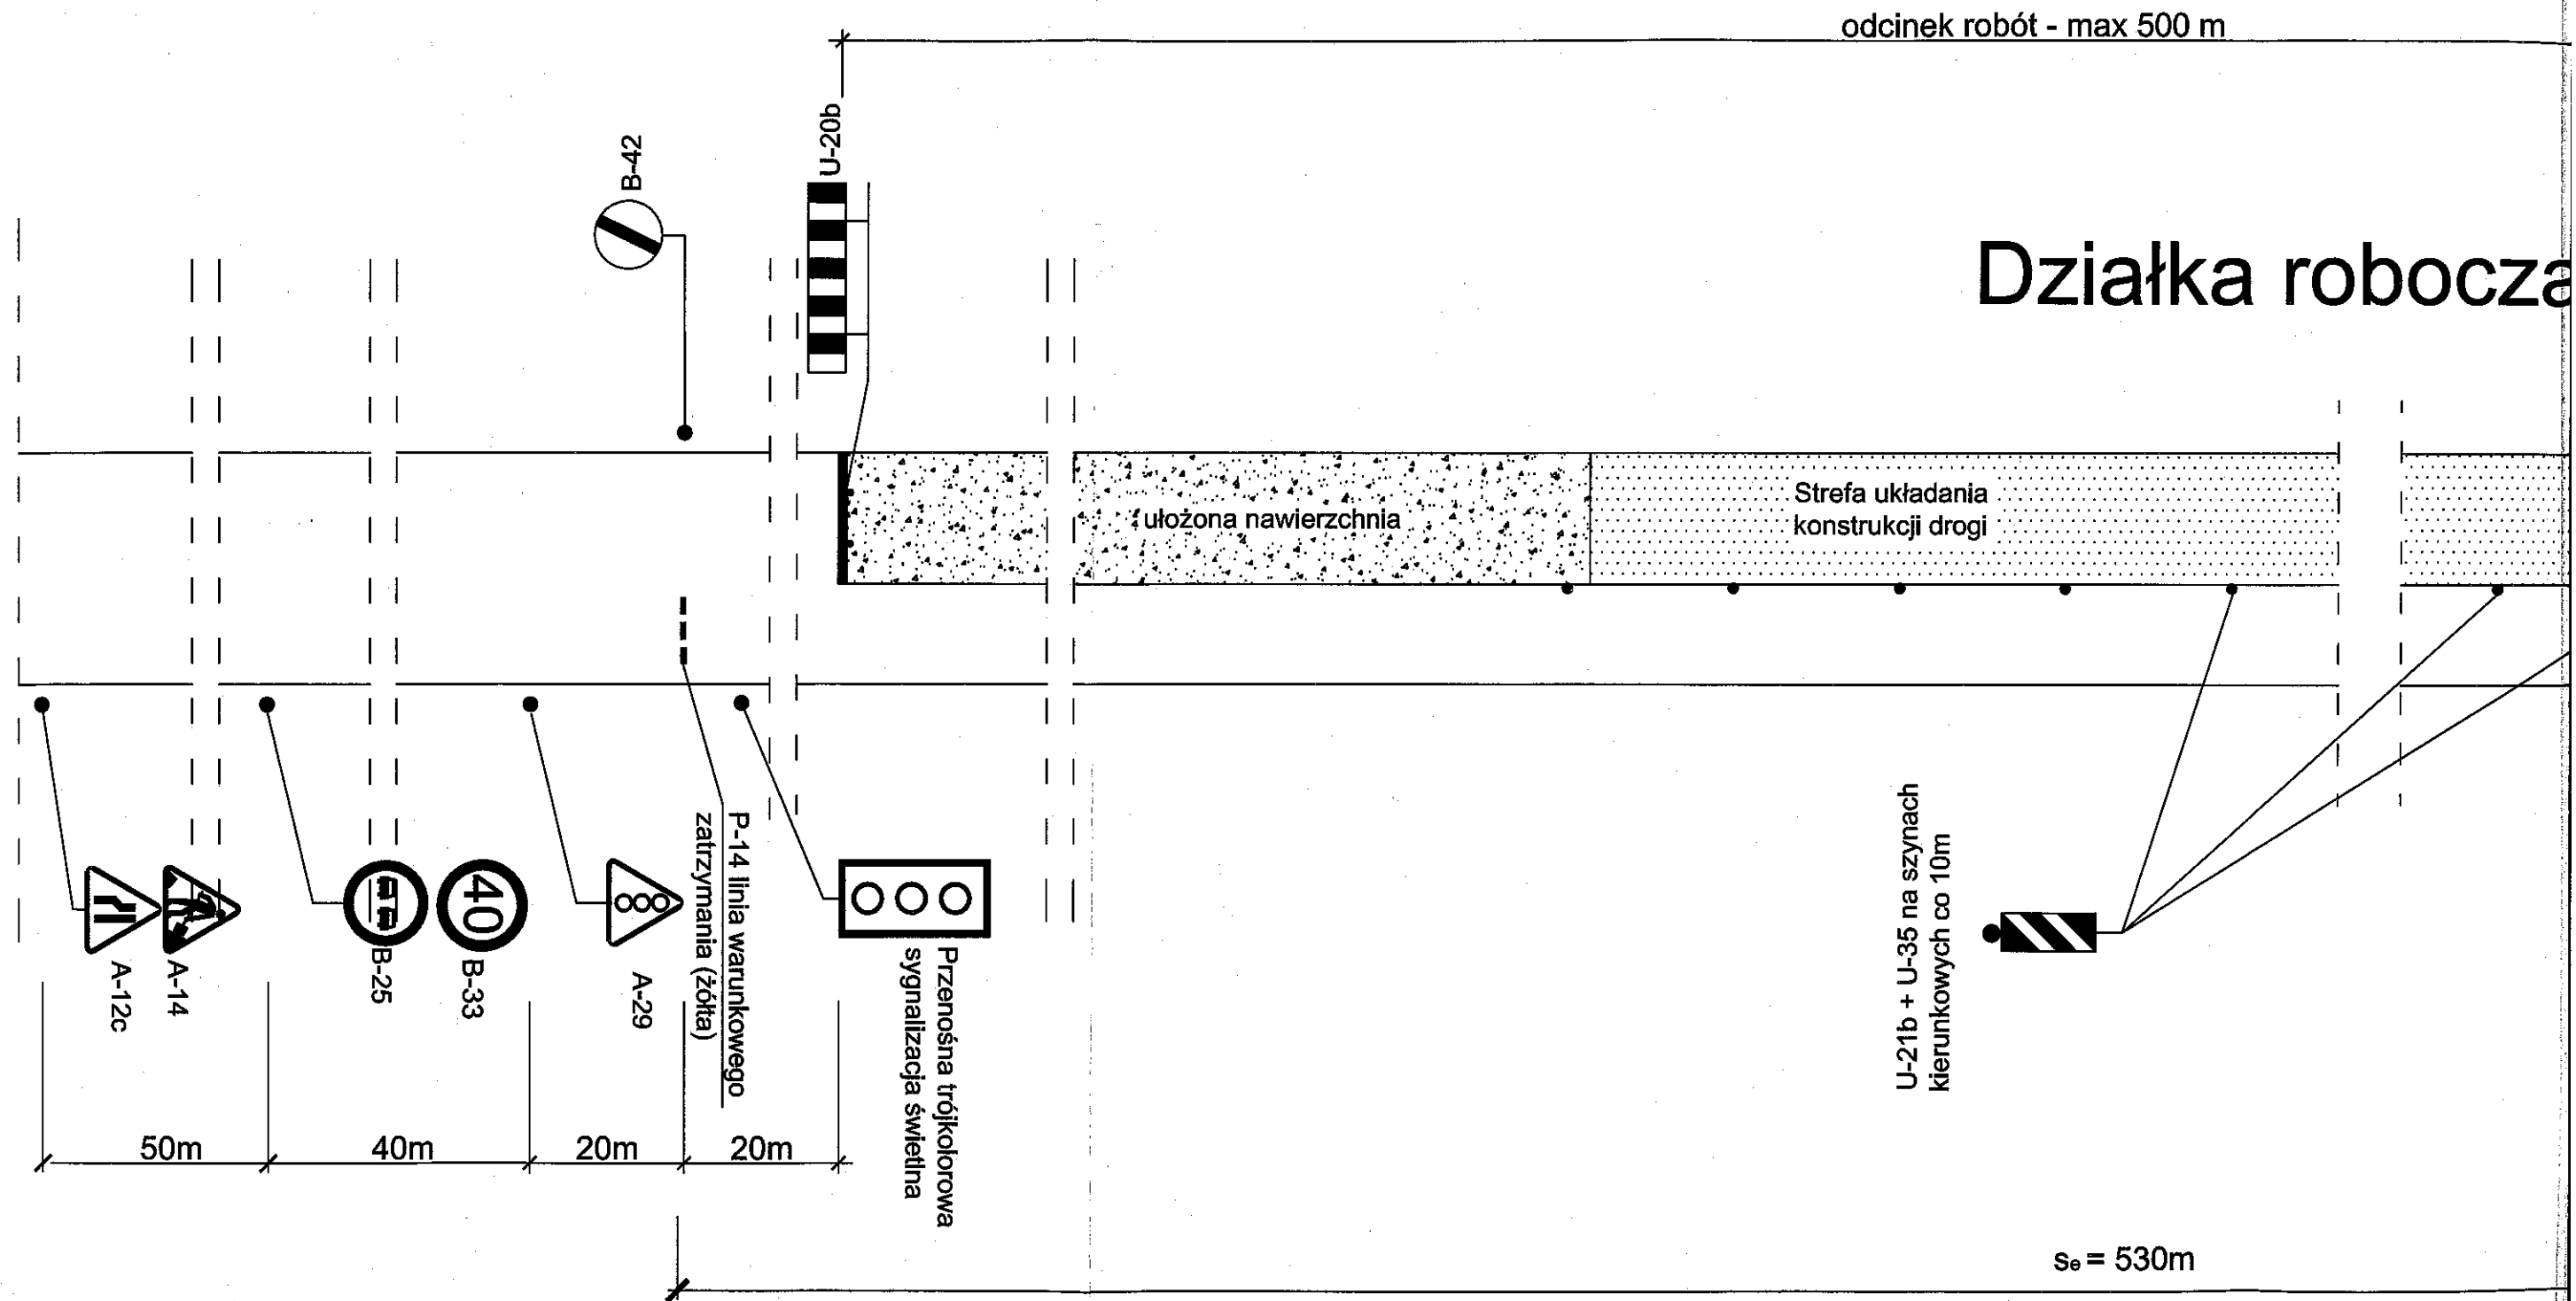 odcinek robót - max 500 m
U-20b
B-42
Działka robocza
Strefa układania
konstrukcji drogi
ułożona nawierzchnia
P-14 linia warunkowego
zatrzymania (żółta)
U-21b + U-35 na szynach
kierunkowych co 10m
40
A-12c
A-14
B-25
B-33
A-29
Przenośna trójkolorowa
sygnalizacja świetlna
50m
40m
20m
20m
se = 530m